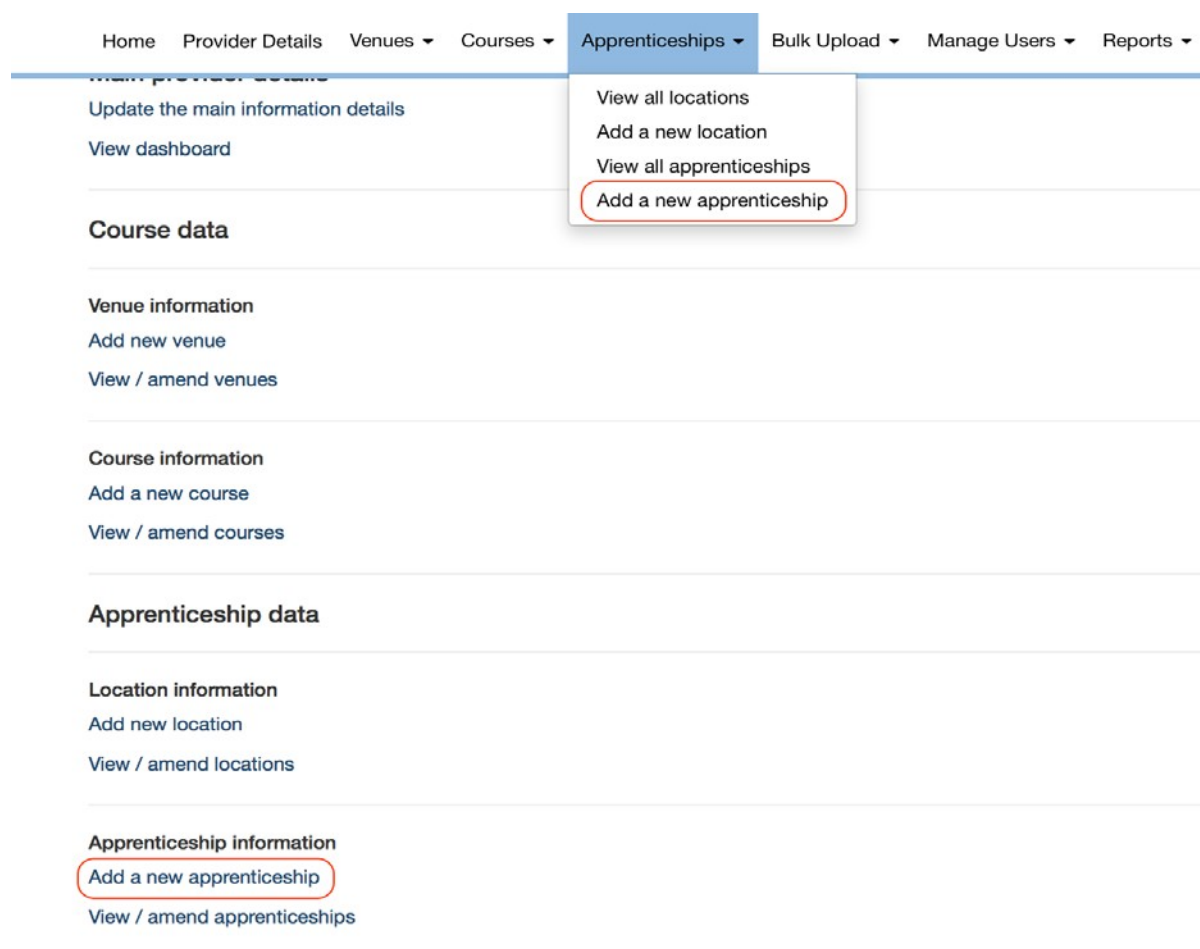 Home Provider Details Venues Courses Apprenticeships Bulk Upload Manage Users Reports
Main provider details
Update the main information details
View dashboard
View all locations
Add a new location
View all apprenticeships
Add a new apprenticeship
Course data
Venue information
Add new venue
View / amend venues
Course information
Add a new course
View / amend courses
Apprenticeship data
Location information
Add new location
View / amend locations
Apprenticeship information
Add a new apprenticeship
View / amend apprenticeships